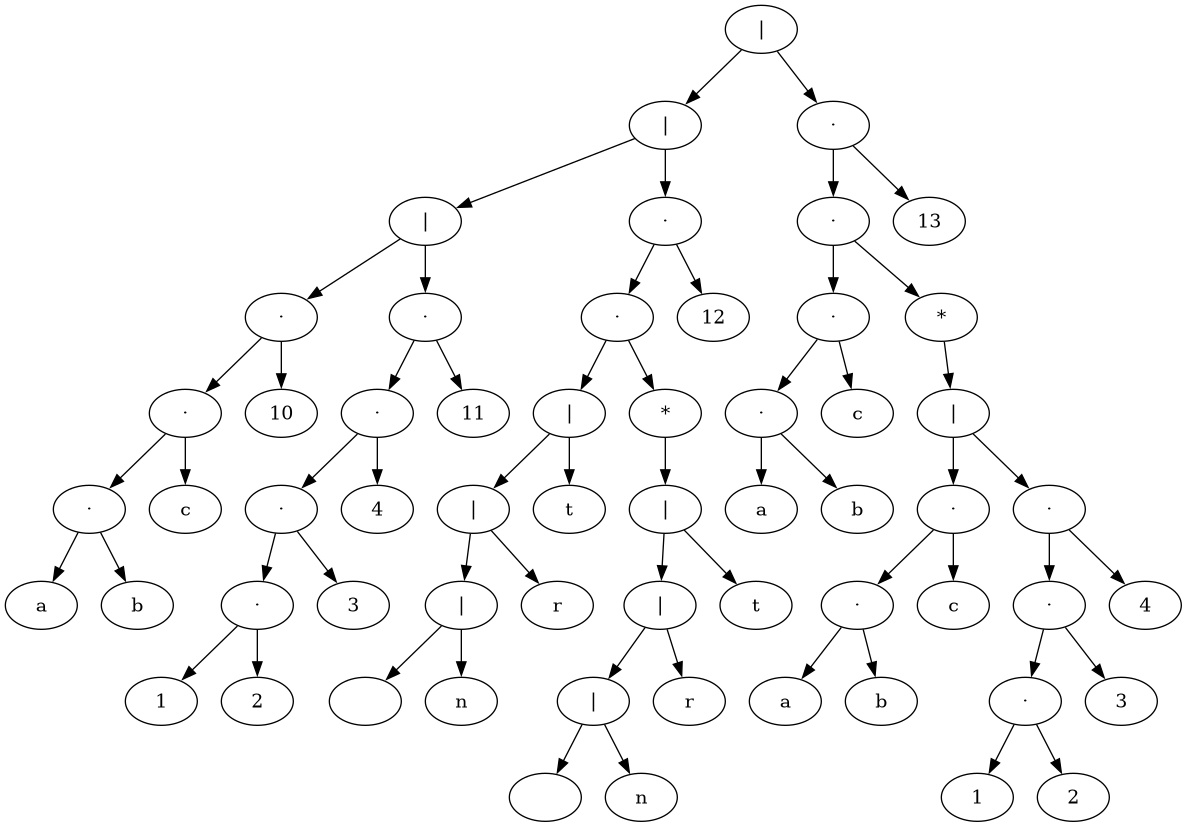 |
| ·
| · · 13
· · · 12 · *
· 10 · 11 | * · c |
· c · 4 | t | a b · ·
a b · 3 | r | t · c · 4
1 2 n | r a b · 3
n 1 2